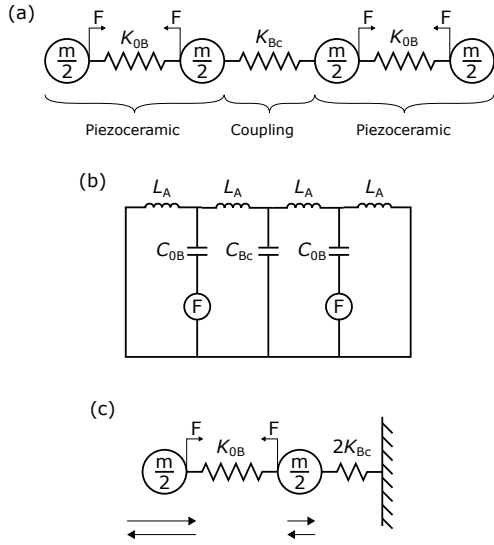 (a)
F F F F
K0B KBc K0B
m/2 m/2 m/2 m/2
Piezoceramic Coupling Piezoceramic
(b)
LA LA LA LA
C0B CBc C0B
F F
(c)
F F
K0B 2KBc
m/2 m/2